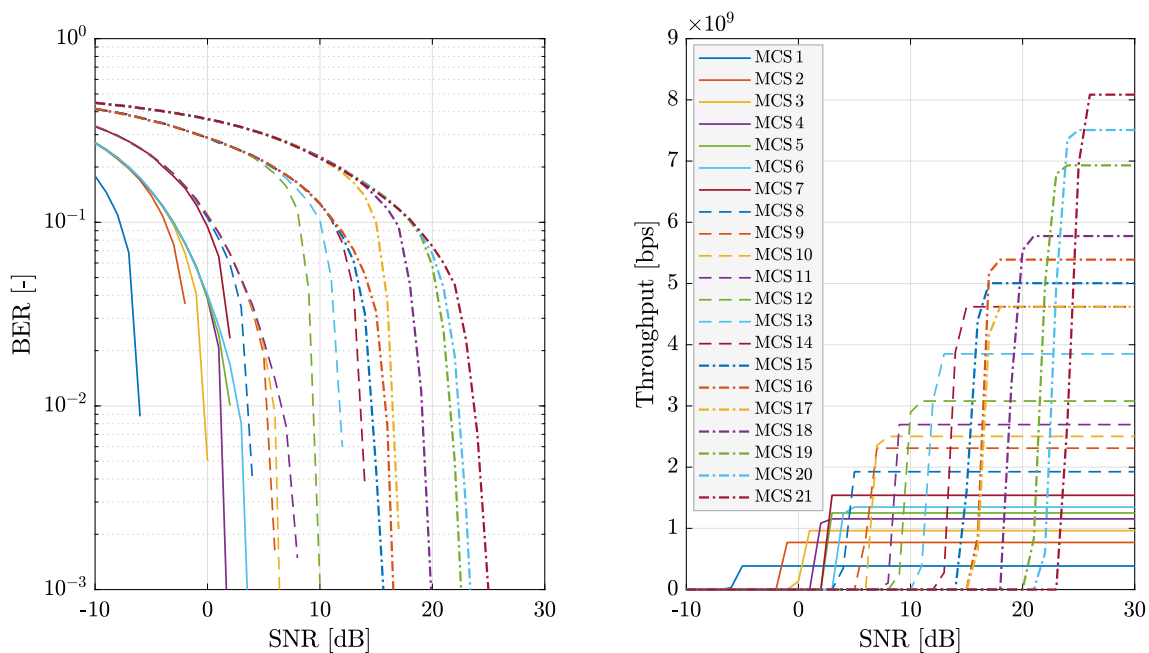 10^0
10^{-1}
10^{-2}
10^{-3}
BER [-]
-10
0
10
20
30
SNR [dB]
×10^9
9
8
7
6
5
4
3
2
1
0
Throughput [bps]
MCS 1
MCS 2
MCS 3
MCS 4
MCS 5
MCS 6
MCS 7
MCS 8
MCS 9
MCS 10
MCS 11
MCS 12
MCS 13
MCS 14
MCS 15
MCS 16
MCS 17
MCS 18
MCS 19
MCS 20
MCS 21
-10
0
10
20
30
SNR [dB]